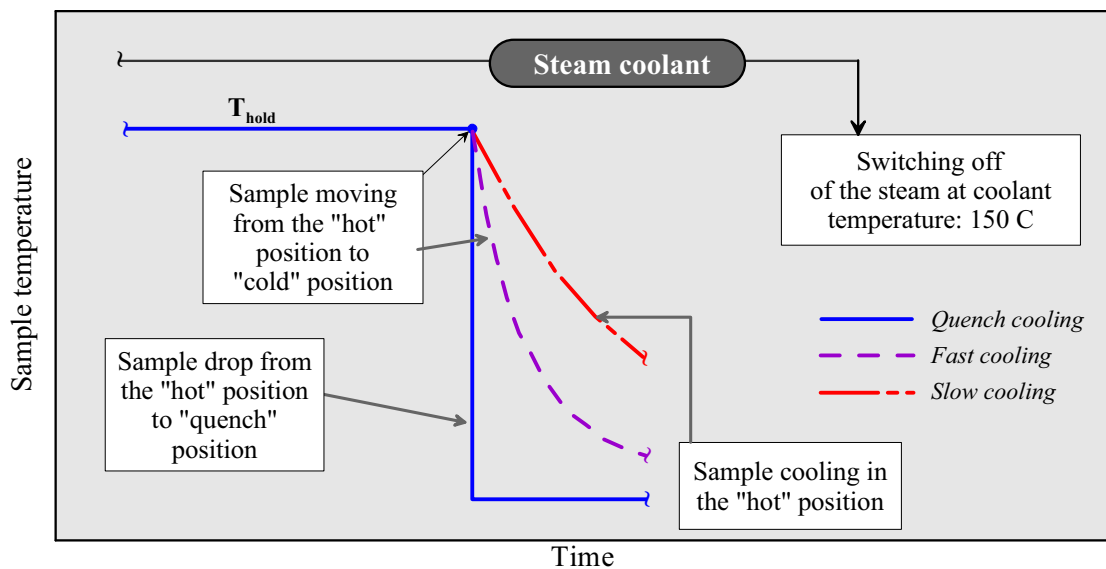 Steam coolant
T_hold
Switching off
of the steam at coolant
temperature: 150 C
Sample moving
from the "hot"
position to
"cold" position
Sample temperature
Quench cooling
Fast cooling
Slow cooling
Sample drop from
the "hot" position
to "quench"
position
Sample cooling in
the "hot" position
Time